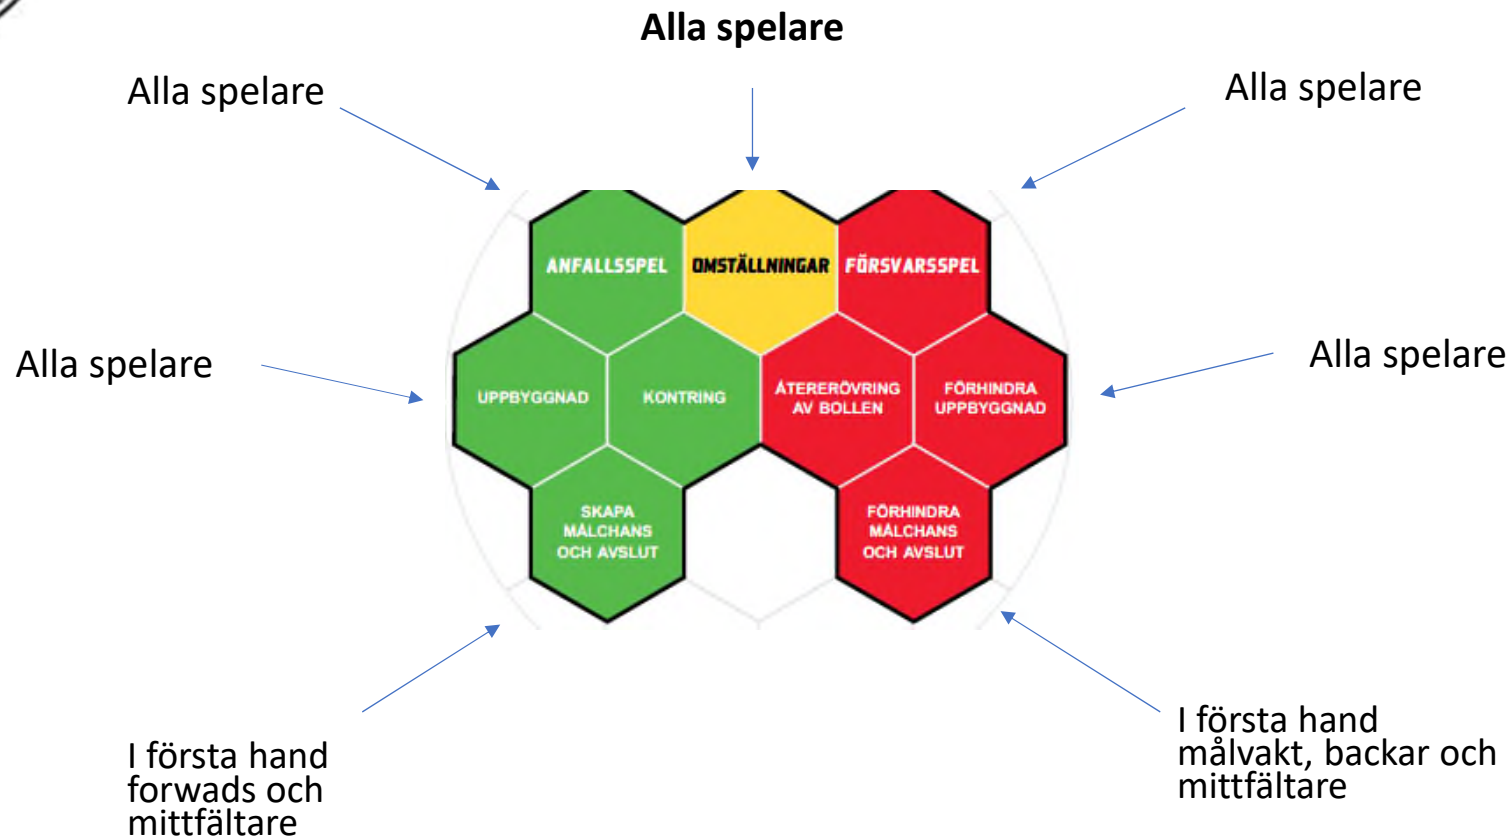 Alla spelare
Alla spelare
Alla spelare
ANFALLSSPEL
OMSTÄLLNINGAR
FÖRSVARSSPEL
Alla spelare
Alla spelare
UPPBYGGNAD
KONTRING
ÅTERERÖVRING
AV BOLLEN
FÖRHINDRA
UPPBYGGNAD
SKAPA
MÅLCHANS
OCH AVSLUT
FÖRHINDRA
MÅLCHANS
OCH AVSLUT
I första hand
forwads och
mittfältare
I första hand
målvakt, backar och
mittfältare